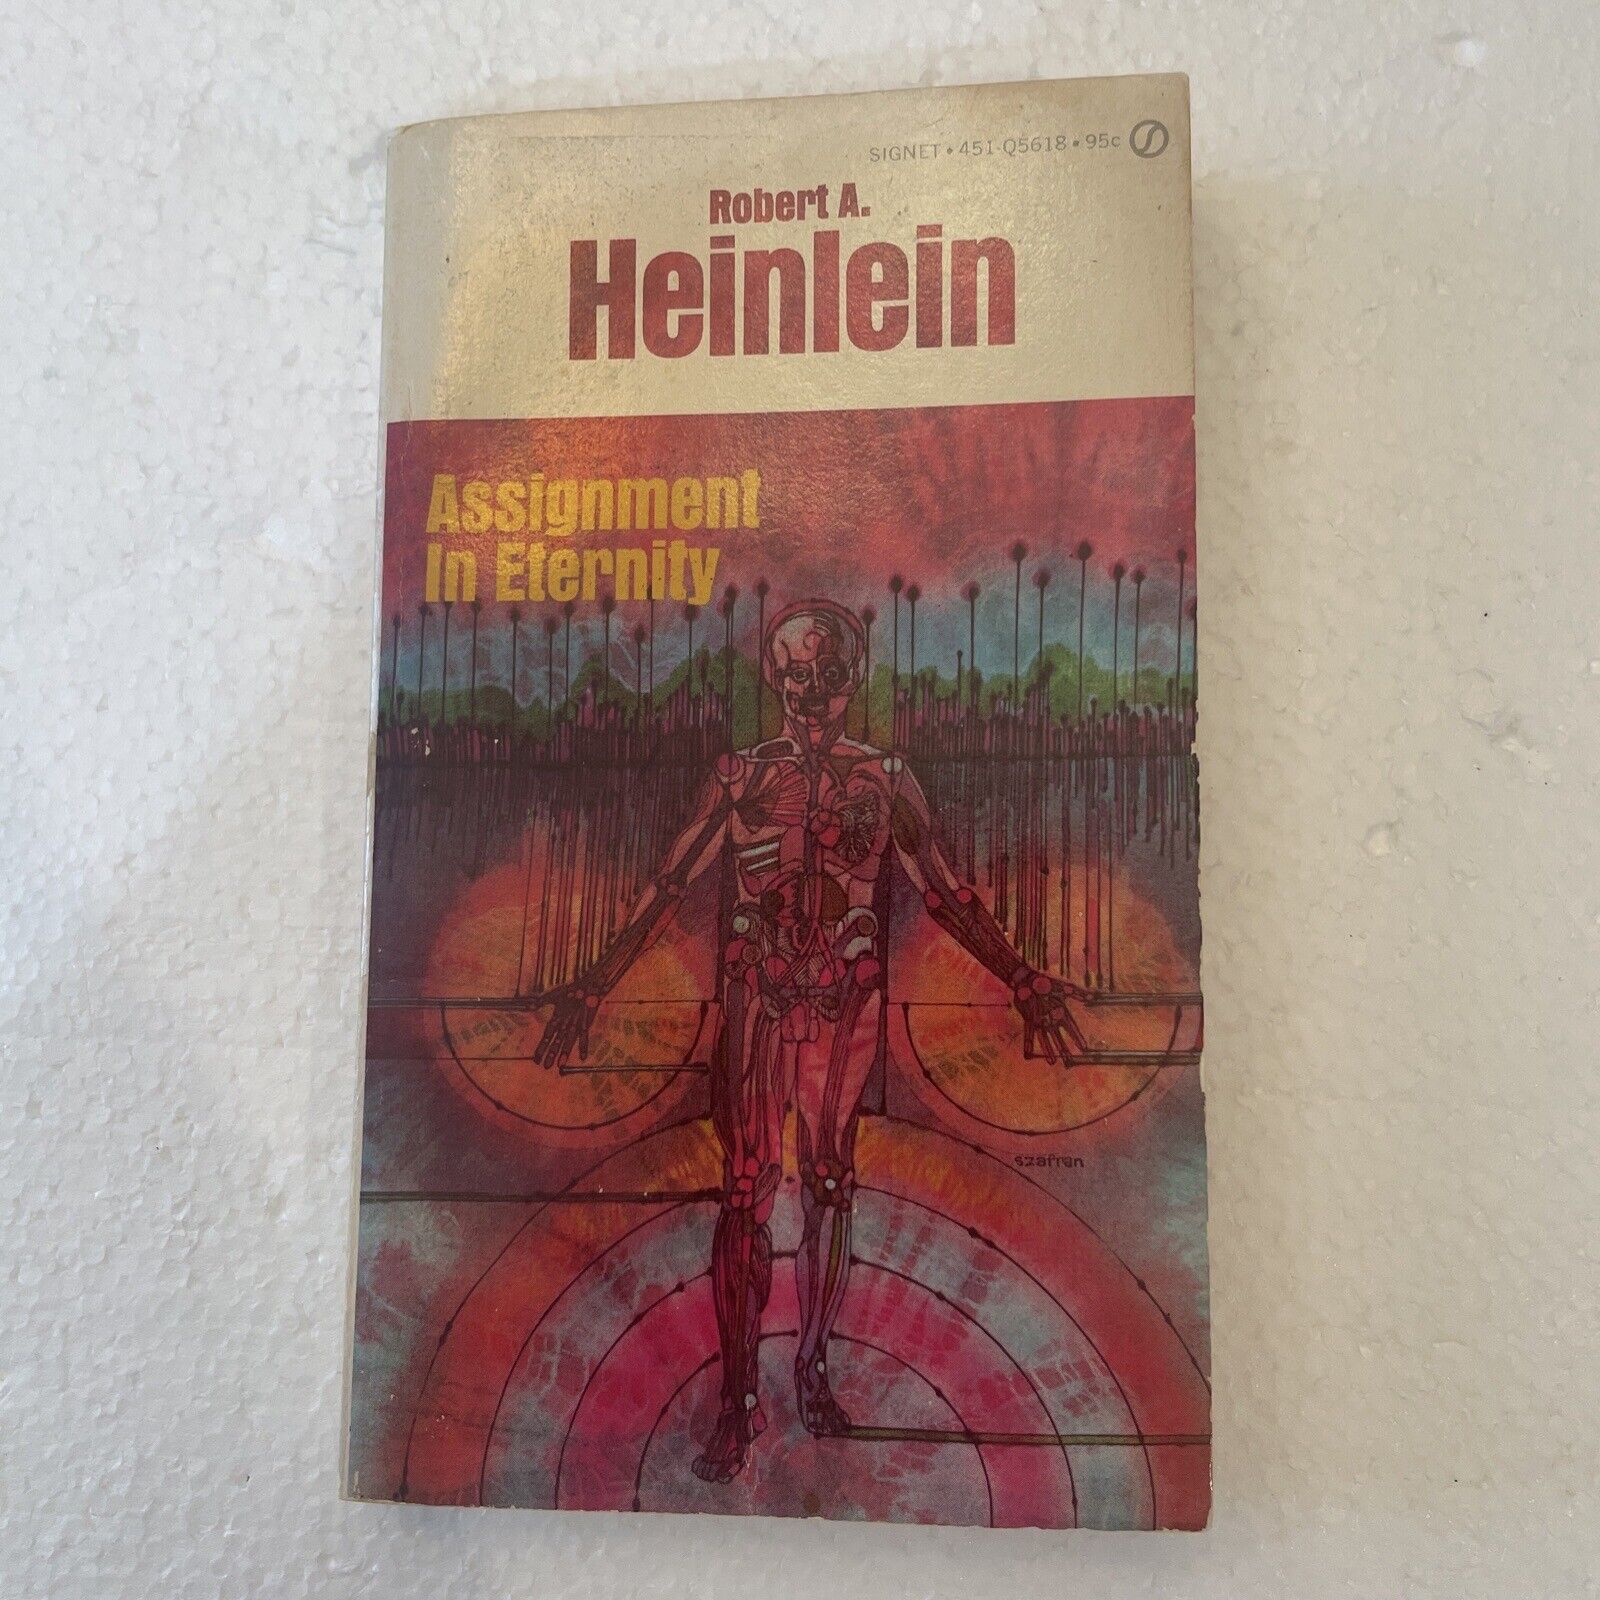 SIGNET • 451-Q5618 • 95c
Robert A.
Heinlein
Assignment
In Eternity
szafran